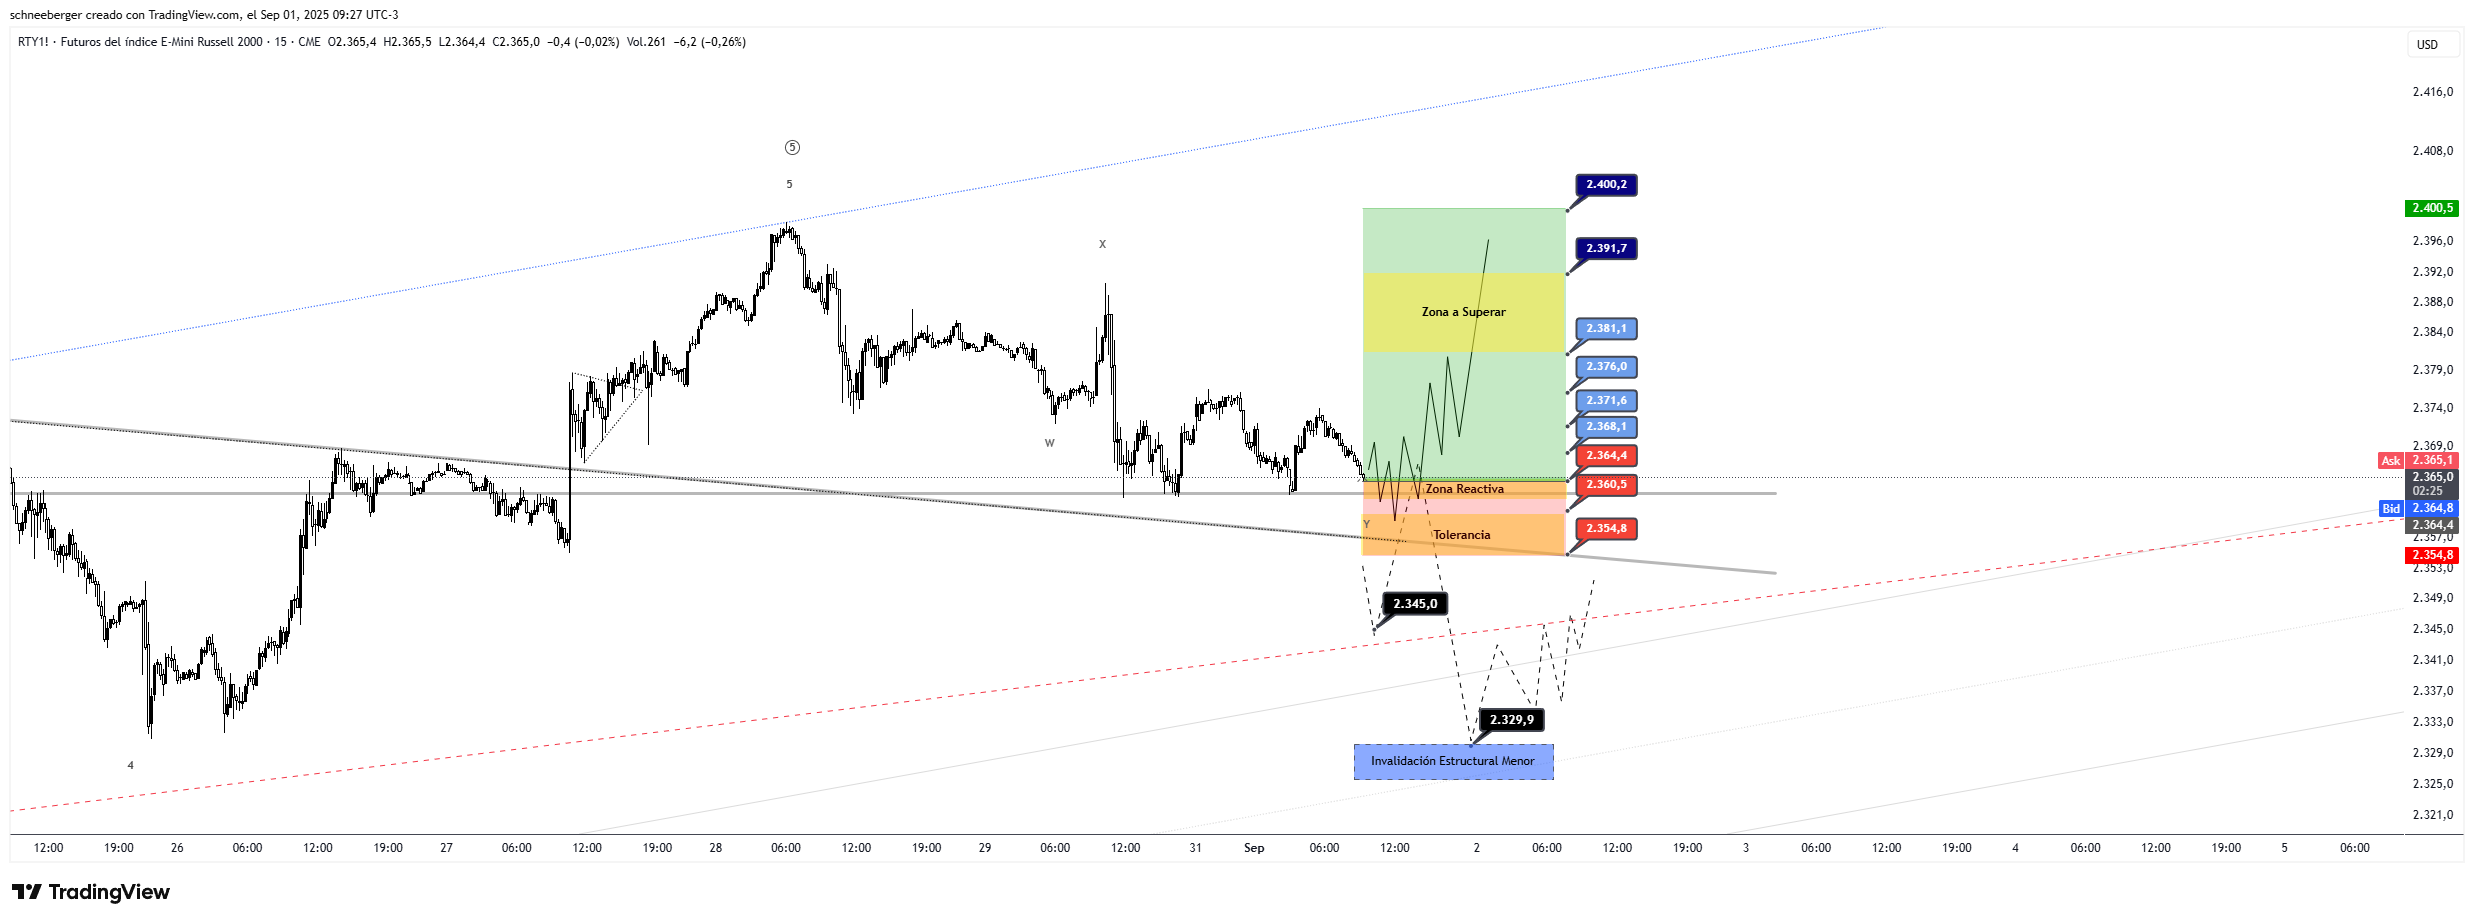 schneeberger creado con TradingView.com, el Sep 01, 2025 09:27 UTC-3
RTY1! · Futuros del índice E-Mini Russell 2000 · 15 · CME O2.365,4 H2.365,5 L2.364,4 C2.365,0 −0,4 (−0,02%) Vol.261 −6,2 (−0,26%)
USD
2.416,0
2.408,0
2.400,5
2.396,0
2.392,0
2.388,0
2.384,0
2.379,0
2.374,0
2.369,0
Ask 2.365,1
2.365,0
02:25
Bid 2.364,8
2.364,4
2.357,0
2.354,8
2.353,0
2.349,0
2.345,0
2.341,0
2.337,0
2.333,0
2.329,0
2.325,0
2.321,0
5
5
X
W
4
Y
2.400,2
2.391,7
Zona a Superar
2.381,1
2.376,0
2.371,6
2.368,1
2.364,4
Zona Reactiva
2.360,5
2.354,8
Tolerancia
2.345,0
2.329,9
Invalidación Estructural Menor
12:00 19:00 26 06:00 12:00 19:00 27 06:00 12:00 19:00 28 06:00 12:00 19:00 29 06:00 12:00 31 Sep 06:00 12:00 2 06:00 12:00 19:00 3 06:00 12:00 19:00 4 06:00 12:00 19:00 5 06:00
TradingView